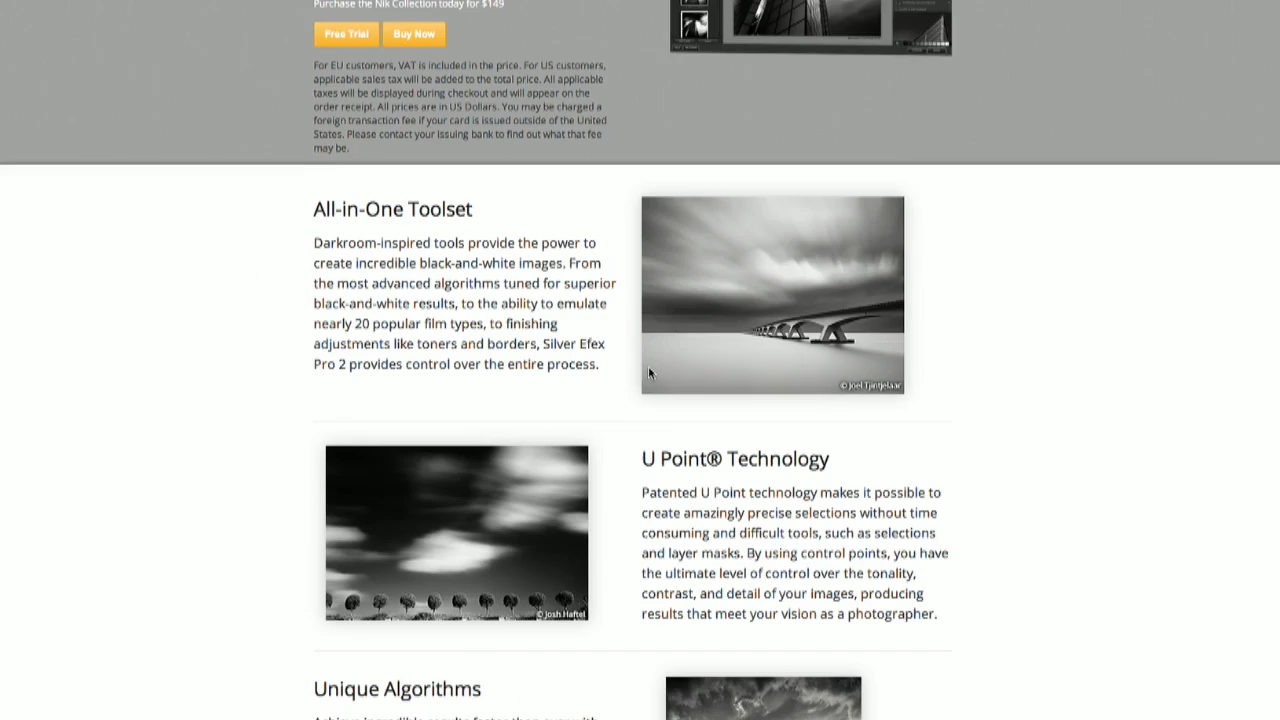 Purchase the Nik Collection today for $149
Free Trial Buy Now
For EU customers, VAT is included in the price. For US customers,
applicable sales tax will be added to the total price. All applicable
taxes will be displayed during checkout and will appear on the
order receipt. All prices are in US Dollars. You may be charged a
foreign transaction fee if your card is issued outside of the United
States. Please contact your issuing bank to find out what that fee
may be.
All-in-One Toolset
Darkroom-inspired tools provide the power to
create incredible black-and-white images. From
the most advanced algorithms tuned for superior
black-and-white results, to the ability to emulate
nearly 20 popular film types, to finishing
adjustments like toners and borders, Silver Efex
Pro 2 provides control over the entire process.
© Joel Tjintjelaar
© Josh Haftel
U Point® Technology
Patented U Point technology makes it possible to
create amazingly precise selections without time
consuming and difficult tools, such as selections
and layer masks. By using control points, you have
the ultimate level of control over the tonality,
contrast, and detail of your images, producing
results that meet your vision as a photographer.
Unique Algorithms